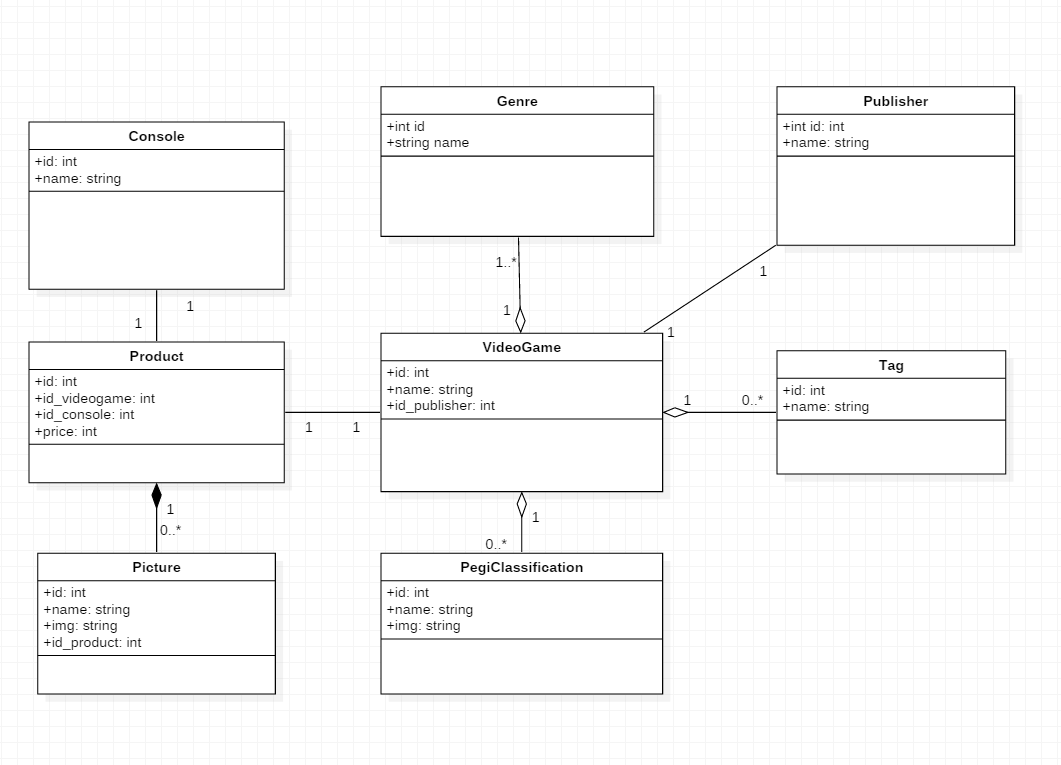 Console
+id: int
+name: string
1
1
Genre
+int id
+string name
1..*
1
Publisher
+int id: int
+name: string
1
1
Product
+id: int
+id_videogame: int
+id_console: int
+price: int
1
1
VideoGame
+id: int
+name: string
+id_publisher: int
1
0..*
Tag
+id: int
+name: string
1
0..*
Picture
+id: int
+name: string
+img: string
+id_product: int
1
0..*
PegiClassification
+id: int
+name: string
+img: string